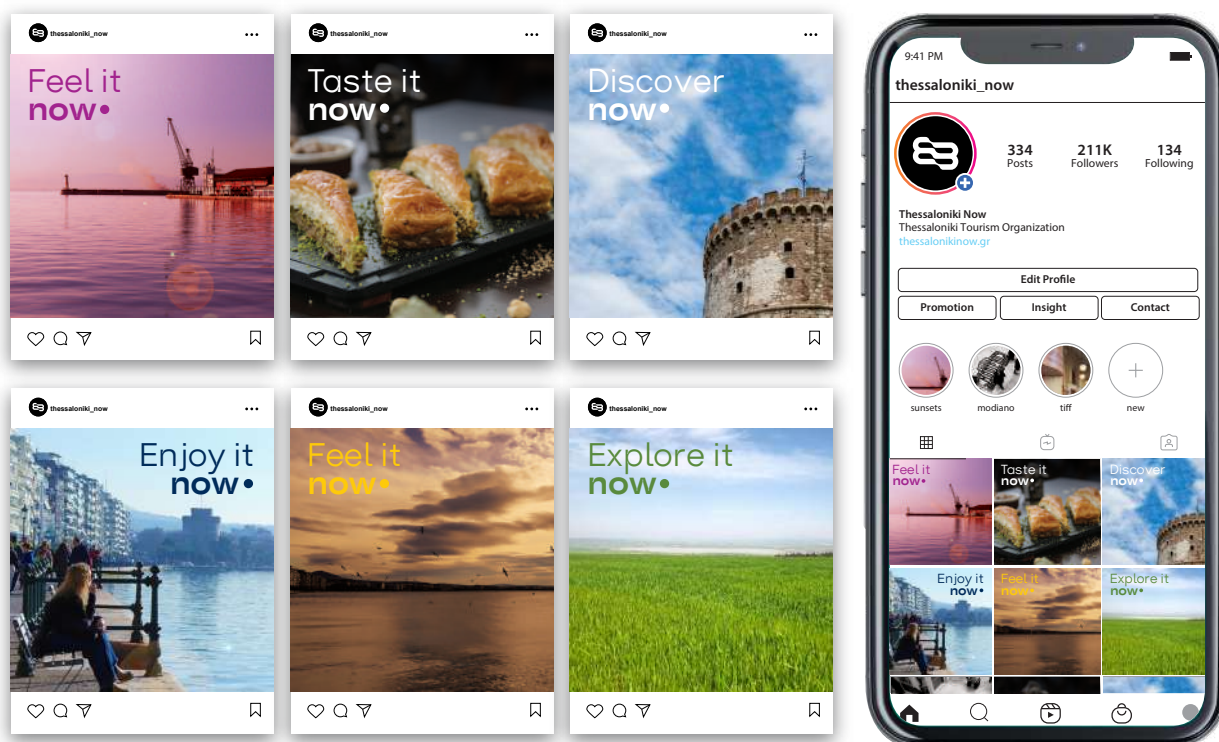 thessaloniki_now
Feel it
now•
thessaloniki_now
Taste it
now•
thessaloniki_now
Discover
now•
thessaloniki_now
Enjoy it
now•
thessaloniki_now
Feel it
now•
thessaloniki_now
Explore it
now•
9:41 PM
thessaloniki_now
334 211K 134
Posts Followers Following
Thessaloniki Now
Thessaloniki Tourism Organization
thessalonikinow.gr
Edit Profile
Promotion Insight Contact
sunsets modiano tiff new
Feel it Taste it Discover
now• now• now•
Enjoy it Feel it Explore it
now• now• now•